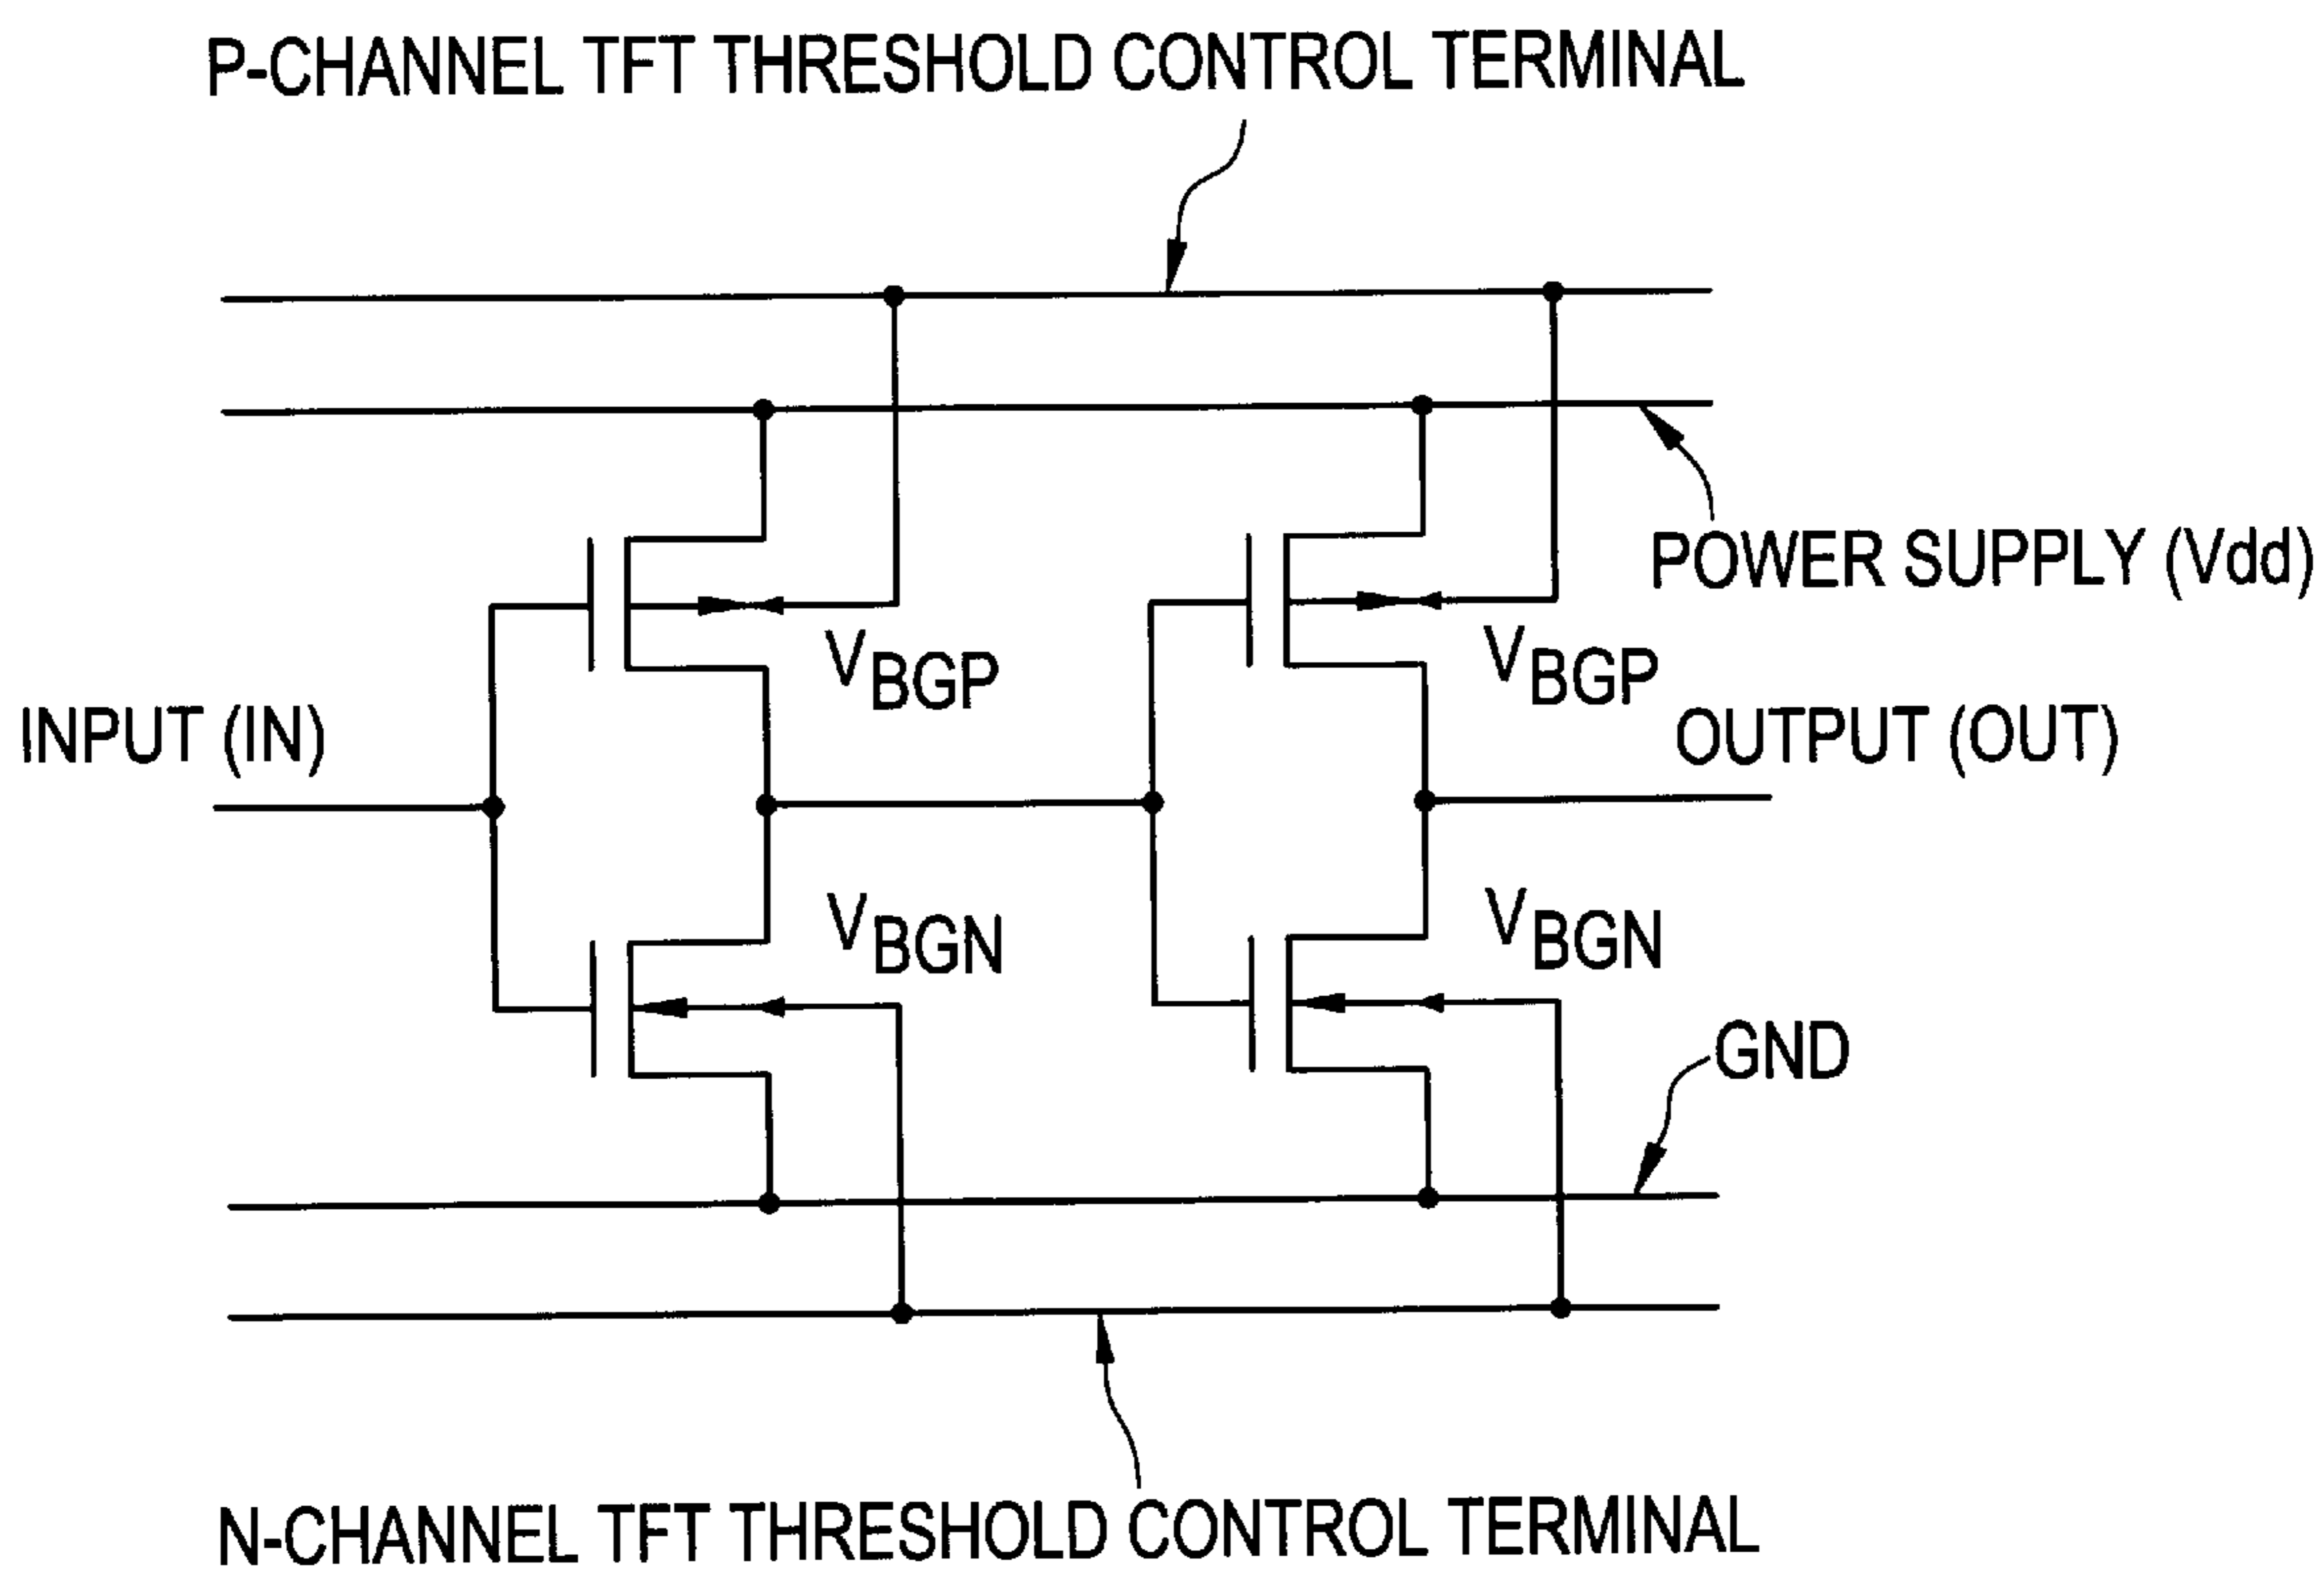 P-CHANNEL TFT THRESHOLD CONTROL TERMINAL
POWER SUPPLY (Vdd)
VBGP
VBGP
INPUT (IN)
OUTPUT (OUT)
VBGN
VBGN
GND
N-CHANNEL TFT THRESHOLD CONTROL TERMINAL